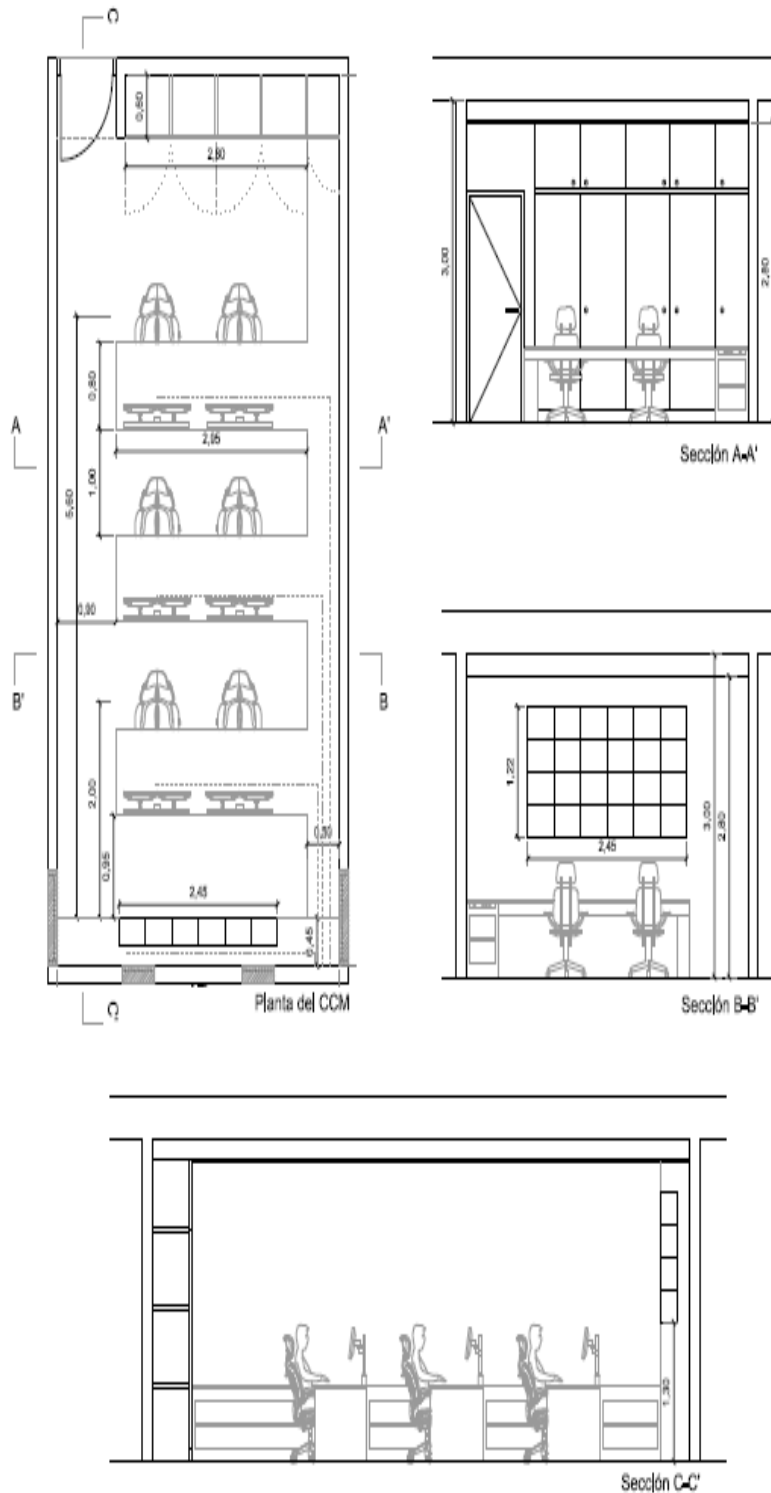 C
0,60
2,80
3,00
2,80
0,80
A
A'
2,95
1,00
5,60
Sección A-A'
0,90
B'
B
2,00
1,22
3,00
2,80
0,95
0,50
2,45
2,45
0,45
C'
Planta del CCM
Sección B-B'
1,30
Sección C-C'